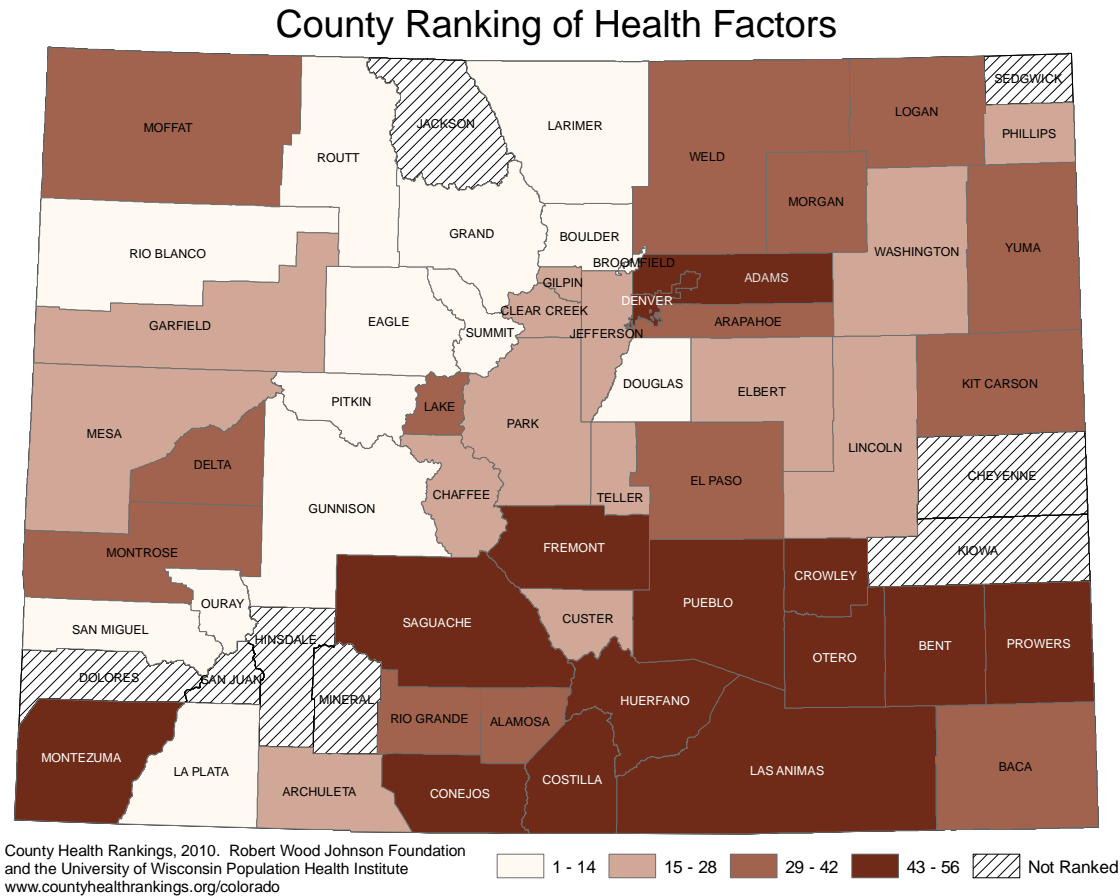 County Ranking of Health Factors
SEDGWICK
MOFFAT
JACKSON
LARIMER
LOGAN
PHILLIPS
ROUTT
WELD
MORGAN
GRAND
BOULDER
RIO BLANCO
WASHINGTON
YUMA
BROOMFIELD
GILPIN
ADAMS
DENVER
CLEAR CREEK
EAGLE
GARFIELD
ARAPAHOE
SUMMIT
JEFFERSON
DOUGLAS
KIT CARSON
ELBERT
PITKIN
LAKE
PARK
MESA
LINCOLN
DELTA
CHEYENNE
EL PASO
CHAFFEE
TELLER
GUNNISON
FREMONT
MONTROSE
KIOWA
CROWLEY
OURAY
PUEBLO
CUSTER
SAGUACHE
SAN MIGUEL
HINSDALE
PROWERS
BENT
OTERO
DOLORES
SAN JUAN
MINERAL
HUERFANO
RIO GRANDE
ALAMOSA
MONTEZUMA
LA PLATA
LAS ANIMAS
BACA
COSTILLA
ARCHULETA
CONEJOS
County Health Rankings, 2010. Robert Wood Johnson Foundation
and the University of Wisconsin Population Health Institute
www.countyhealthrankings.org/colorado
1 - 14
15 - 28
29 - 42
43 - 56
Not Ranked